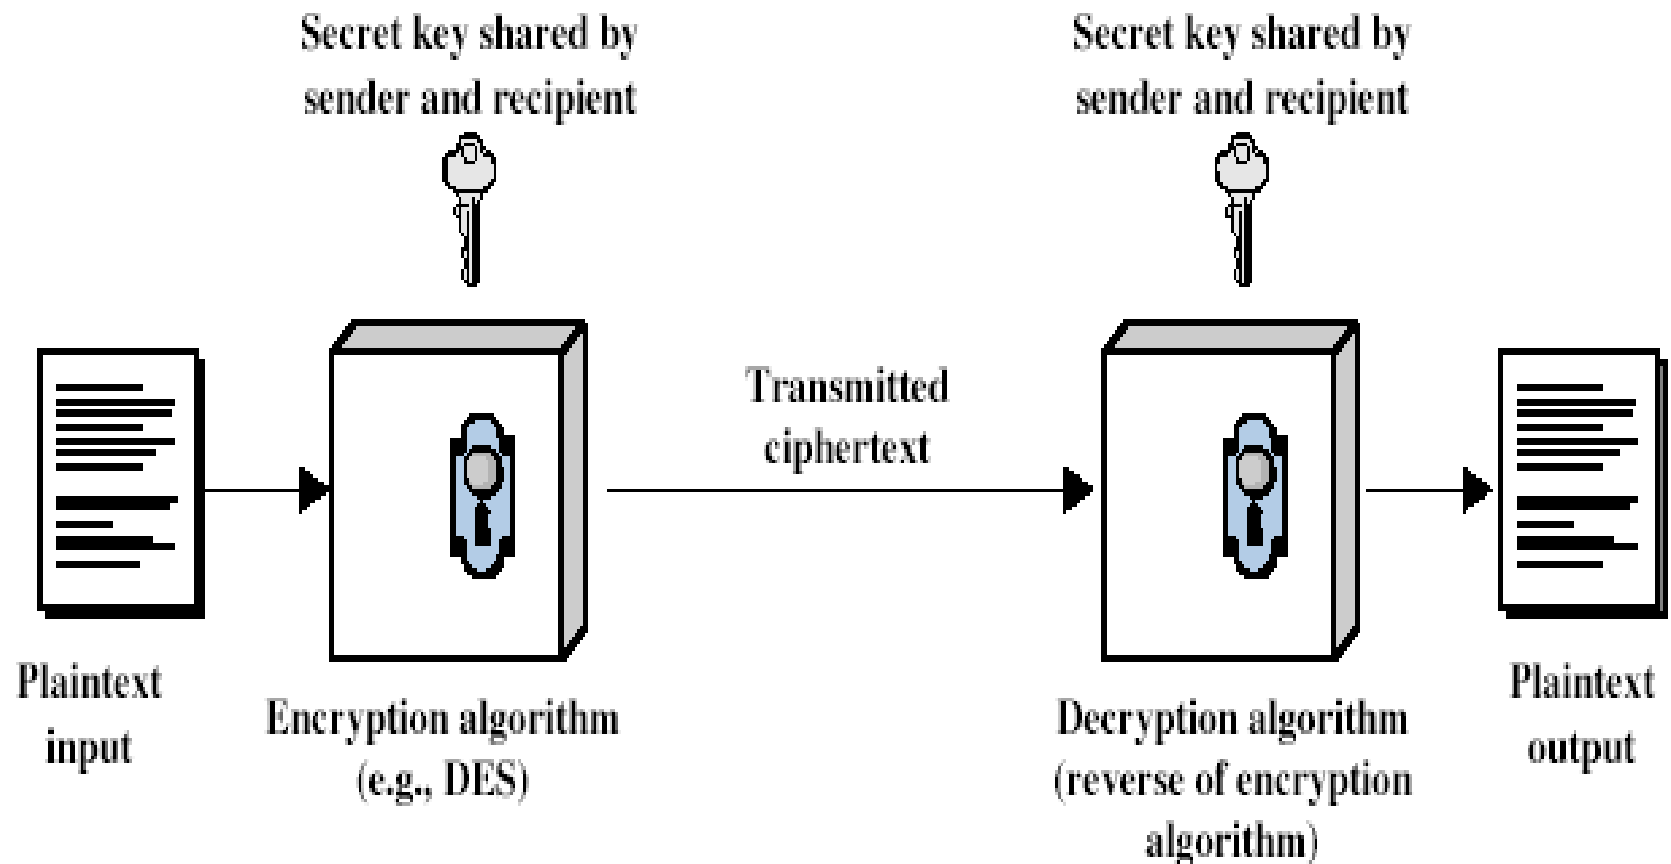 Secret key shared by
sender and recipient
Secret key shared by
sender and recipient
Transmitted
ciphertext
Plaintext
input
Encryption algorithm
(e.g., DES)
Decryption algorithm
(reverse of encryption
algorithm)
Plaintext
output